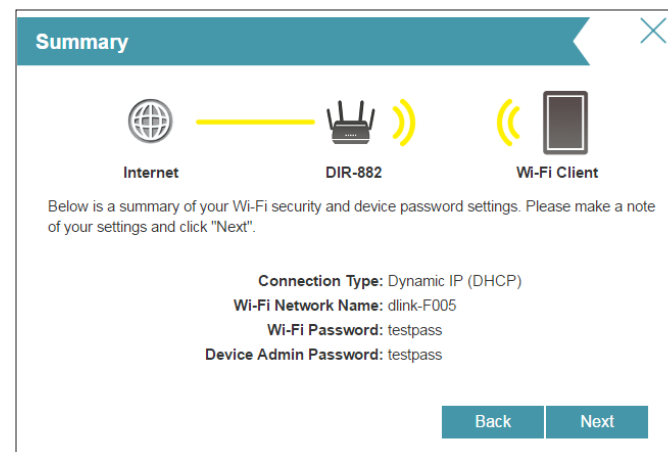 Summary
Internet
DIR-882
Wi-Fi Client
Below is a summary of your Wi-Fi security and device password settings. Please make a note
of your settings and click "Next".
Connection Type: Dynamic IP (DHCP)
Wi-Fi Network Name: dlink-F005
Wi-Fi Password: testpass
Device Admin Password: testpass
Back
Next